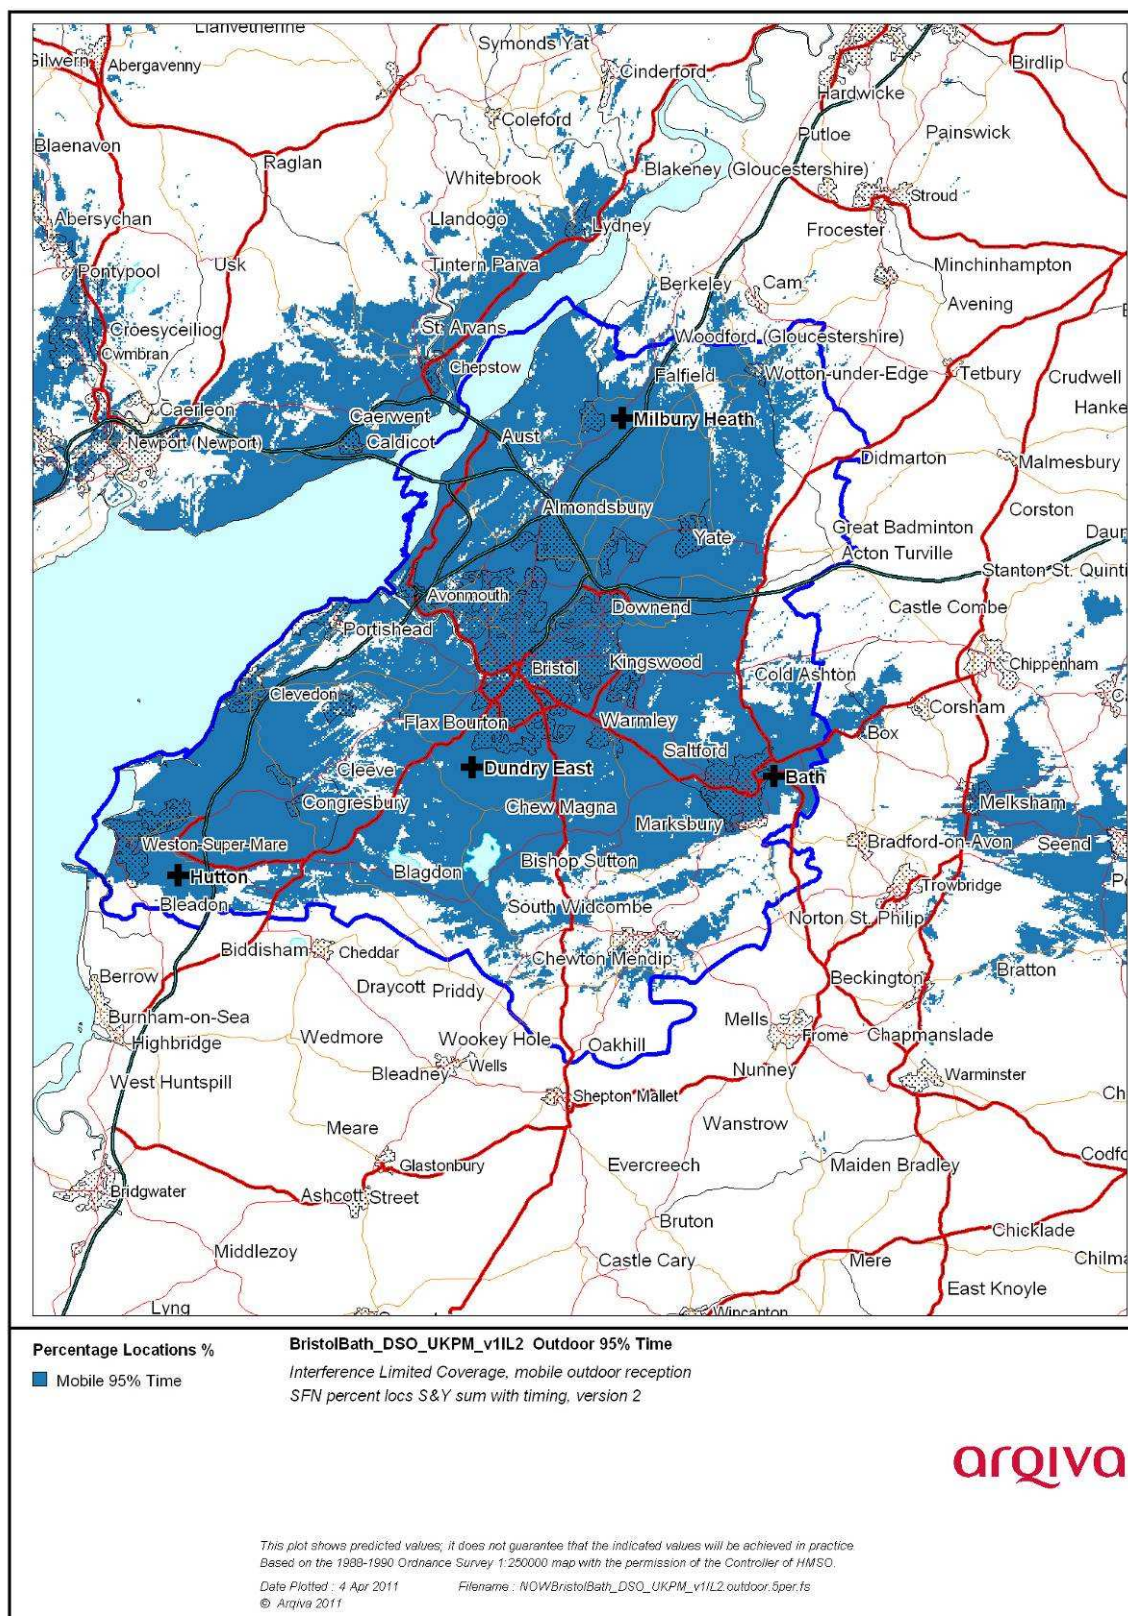 Llanvetherine
Symonds Yat
Birdlip
Gilwern
Abergavenny
Cinderford
Hardwicke
Coleford
Putloe
Painswick
Blaenavon
Raglan
Blakeney (Gloucestershire)
Whitebrook
Stroud
Abersychan
Llandogo
Lydney
Frocester
Pontypool
Usk
Tintern Parva
Minchinhampton
Berkeley
Cam
Avening
Croesyceiliog
St. Arvans
Woodford (Gloucestershire)
Cwmbran
Chepstow
Falfield
Wotton-under-Edge
Tetbury
Crudwell
Caerleon
Caerwent
Milbury Heath
Hanke
Newport (Newport)
Caldicot
Aust
Didmarton
Malmesbury
Almondsbury
Corston
Yate
Great Badminton
Daun
Acton Turville
Stanton St. Quinti
Avonmouth
Downend
Castle Combe
Portishead
Bristol
Kingswood
Chippenham
Clevedon
Cold Ashton
Flax Bourton
Warmley
Corsham
Saltford
Box
Cleeve
Dundry East
Bath
Congresbury
Chew Magna
Melksham
Marksbury
Weston-Super-Mare
Bradford-on-Avon
Seend
Hutton
Blagdon
Bishop Sutton
Trowbridge
Bleadon
South Widcombe
Norton St. Philip
Biddisham
Cheddar
Chewton Mendip
Berrow
Draycott
Priddy
Beckington
Bratton
Burnham-on-Sea
Mells
Highbridge
Wedmore
Wookey Hole
Oakhill
Frome
Chapmanslade
West Huntspill
Bleadney
Wells
Nunney
Warminster
Shepton Mallet
Ch
Meare
Wanstrow
Glastonbury
Evercreech
Maiden Bradley
Codfo
Bridgwater
Ashcott
Street
Bruton
Chicklade
Middlezoy
Castle Cary
Mere
Chilma
East Knoyle
Lyng
Wincanton
Percentage Locations %
Mobile 95% Time
BristolBath_DSO_UKPM_v1IL2 Outdoor 95% Time
Interference Limited Coverage, mobile outdoor reception
SFN percent locs S&Y sum with timing, version 2
arqiva
This plot shows predicted values; it does not guarantee that the indicated values will be achieved in practice
Based on the 1988-1990 Ordnance Survey 1:250000 map with the permission of the Controller of HMSO.
Date Plotted : 4 Apr 2011 Filename : NOWBristolBath_DSO_UKPM_v1IL2.outdoor.5per.fs
© Arqiva 2011